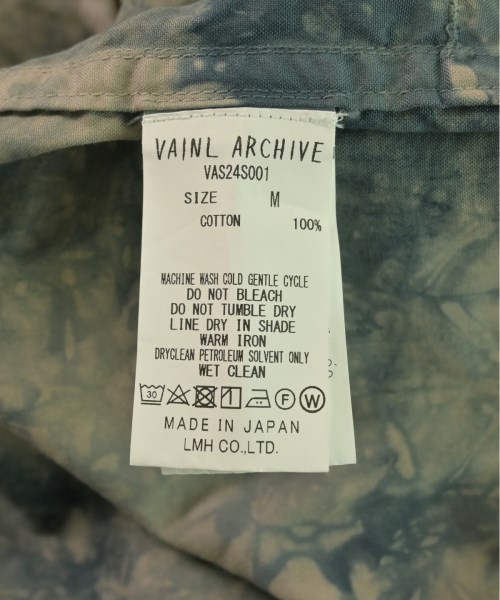 VAINL ARCHIVE
VAS24S001
SIZE M
COTTON 100%
MACHINE WASH COLD GENTLE CYCLE
DO NOT BLEACH
DO NOT TUMBLE DRY
LINE DRY IN SHADE
WARM IRON
DRYCLEAN PETROLEUM SOLVENT ONLY
WET CLEAN
30 F W
MADE IN JAPAN
LMH CO.,LTD.